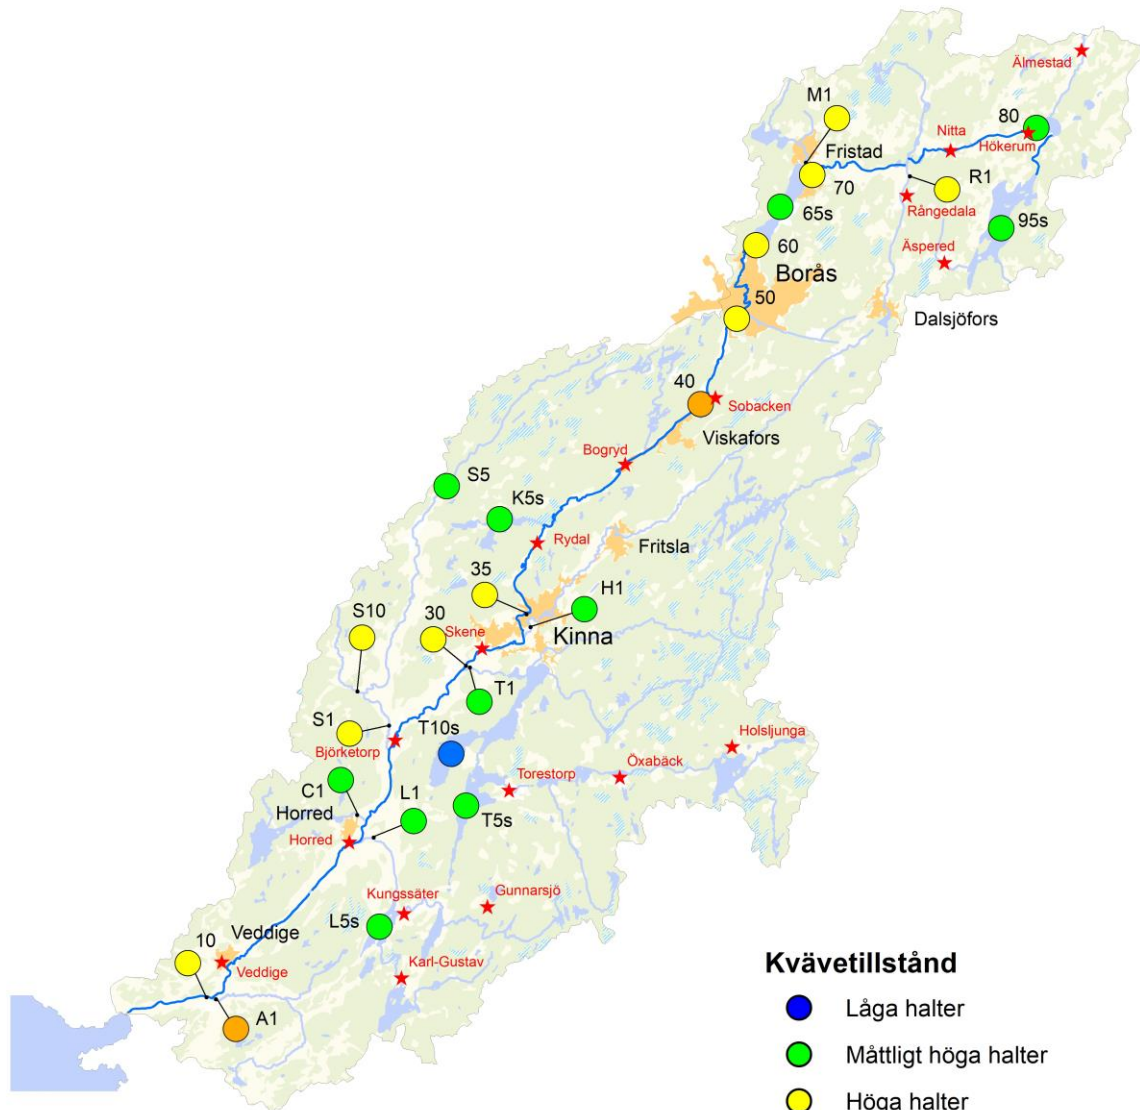 Älmestad
M1
80
Nitta
Hökerum
Fristad
R1
70
65s
Rångedala
95s
60
Äspered
Borås
50
Dalsjöfors
40
Sobacken
Viskafors
Bogryd
S5
K5s
Rydal
Fritsla
35
H1
S10
30
Skene
Kinna
T1
S1
T10s
Holsljunga
Björketorp
Öxabäck
C1
Torestorp
L1
Horred
T5s
Horred
Gunnarsjö
Kungssäter
L5s
10
Veddige
Veddige
Karl-Gustav
A1
Kvävetillstånd
Låga halter
Måttligt höga halter
Höga halter